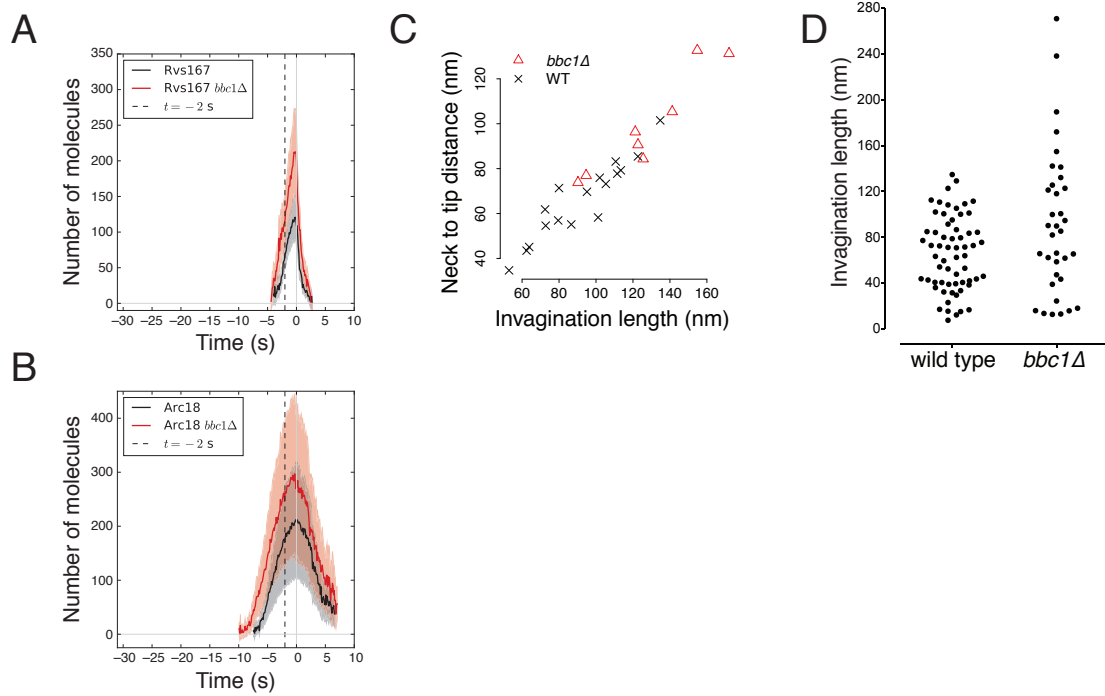 A
Number of molecules
350
300
250
200
150
100
50
0
Rvs167
Rvs167 bbc1Δ
t = −2 s
−30 −25 −20 −15 −10 −5 0 5 10
Time (s)
B
Number of molecules
400
300
200
100
0
Arc18
Arc18 bbc1Δ
t = −2 s
−30 −25 −20 −15 −10 −5 0 5 10
Time (s)
C
Neck to tip distance (nm)
120
100
80
60
40
bbc1Δ
WT
60 80 100 120 140 160
Invagination length (nm)
D
Invagination length (nm)
280
240
200
160
120
80
40
0
wild type bbc1Δ